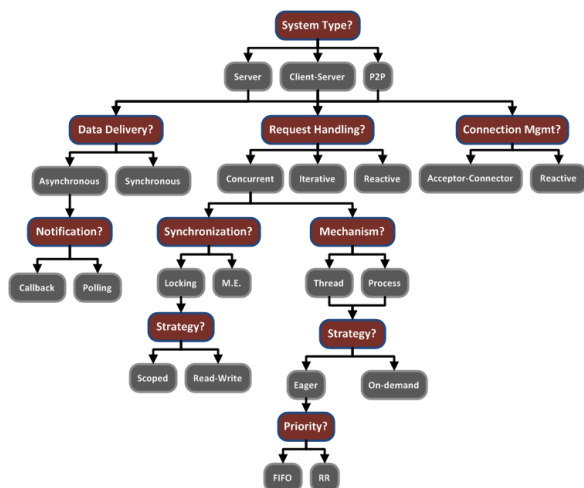 System Type?
Server Client-Server P2P
Data Delivery? Request Handling? Connection Mgmt?
Asynchronous Synchronous Concurrent Iterative Reactive Acceptor-Connector Reactive
Notification? Synchronization? Mechanism?
Callback Polling Locking M.E. Thread Process
Strategy? Strategy?
Scoped Read-Write Eager On-demand
Priority?
FIFO RR